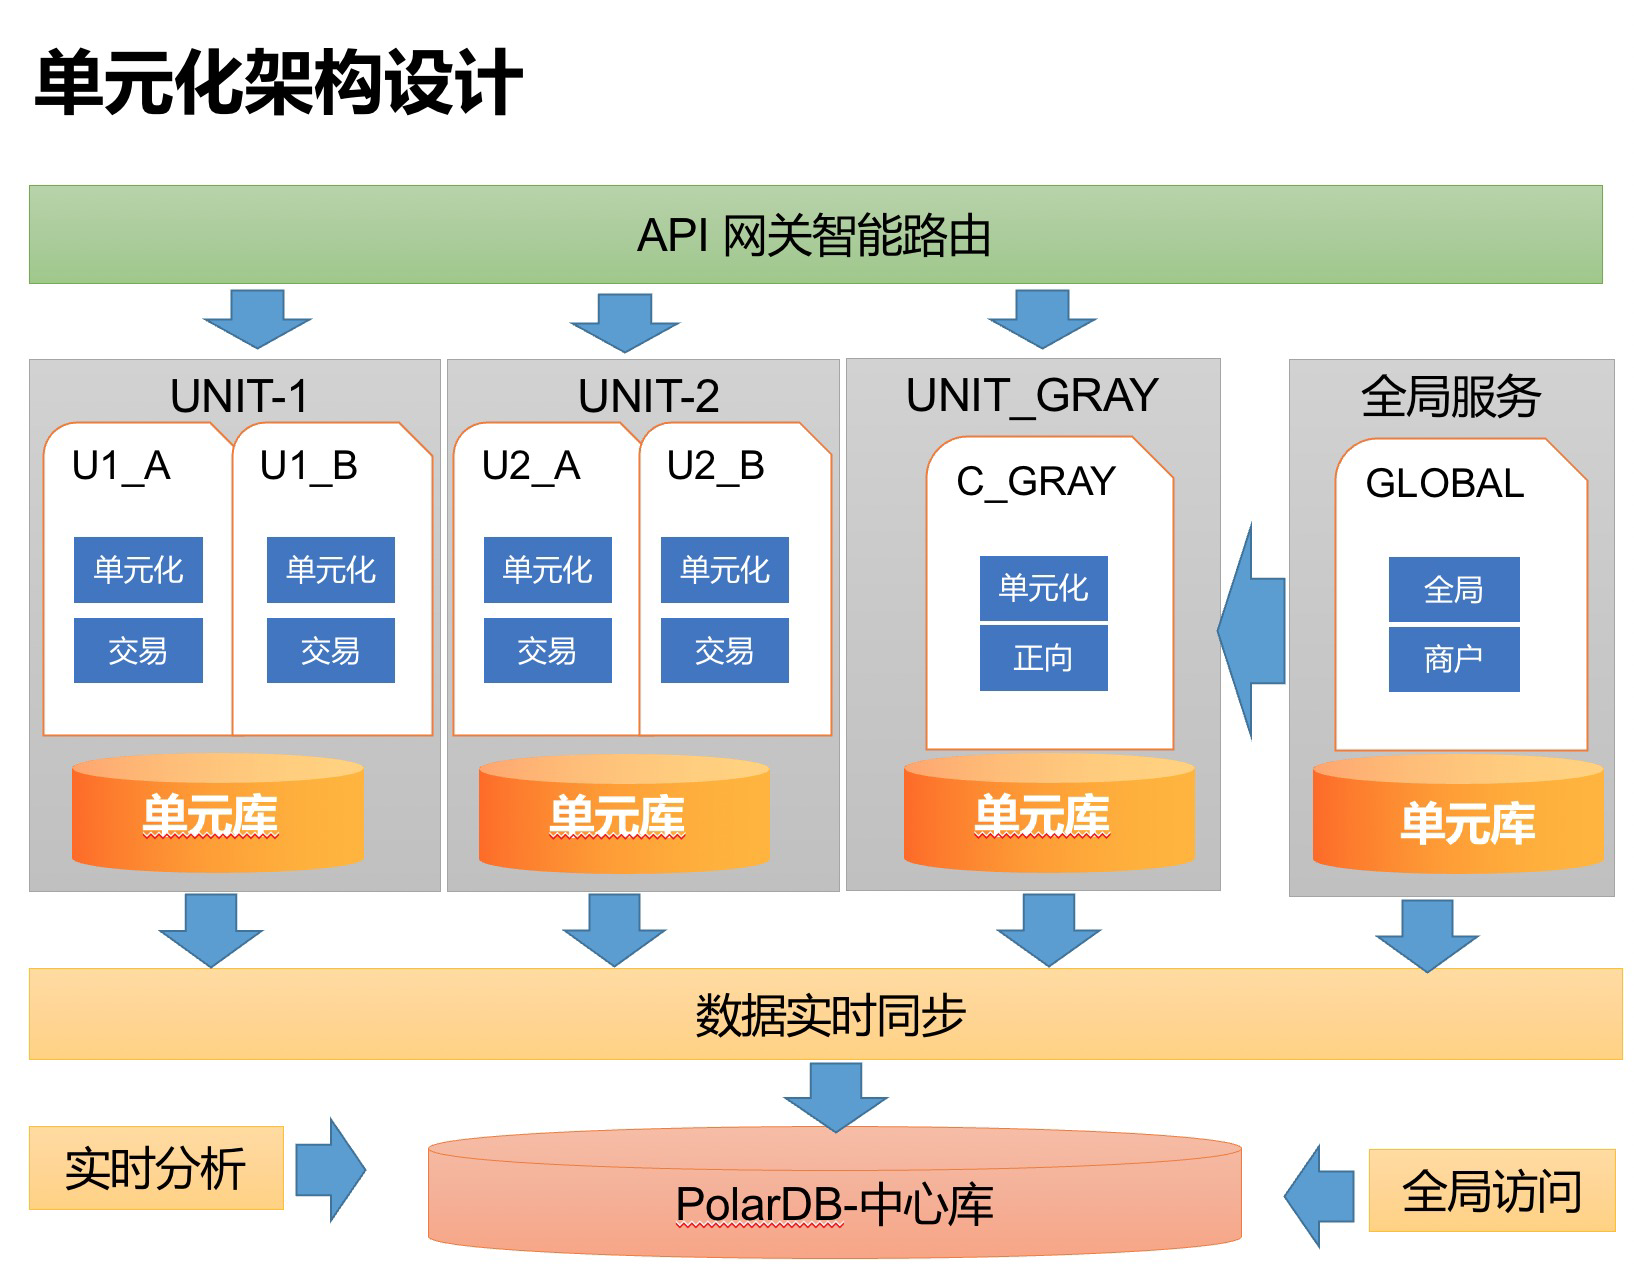 单元化架构设计
API 网关智能路由
UNIT-1
UNIT-2
UNIT_GRAY
全局服务
U1_A
U1_B
U2_A
U2_B
C_GRAY
GLOBAL
单元化
单元化
单元化
单元化
单元化
全局
交易
交易
交易
交易
正向
商户
单元库
单元库
单元库
单元库
数据实时同步
实时分析
PolarDB-中心库
全局访问